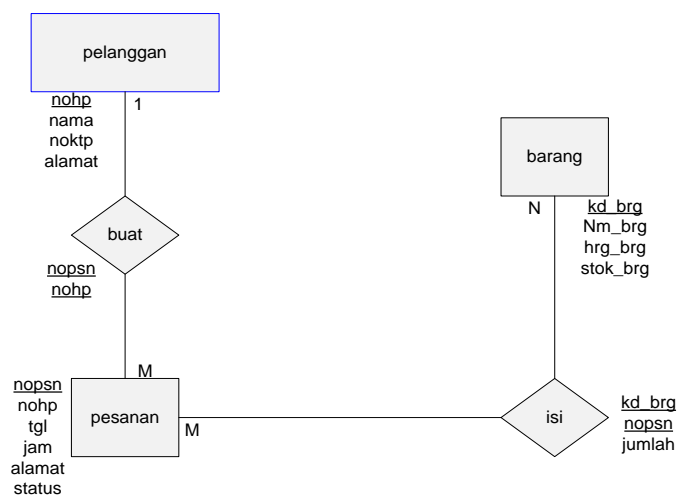 pelanggan
nohp
nama
noktp
alamat
1
buat
nopsn
nohp
M
pesanan
nopsn
nohp
tgl
jam
alamat
status
M
isi
kd_brg
nopsn
jumlah
N
barang
kd_brg
Nm_brg
hrg_brg
stok_brg